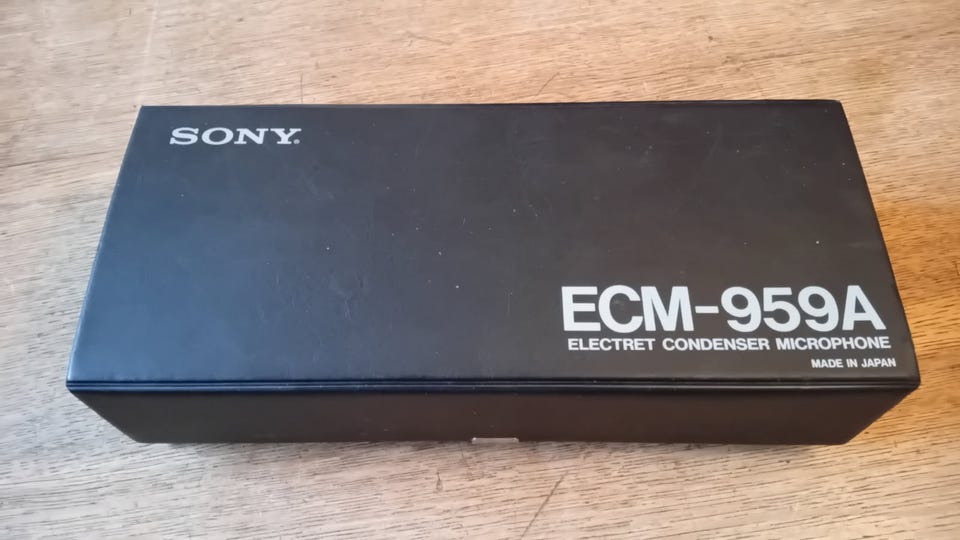 SONY®
ECM-959A
ELECTRET CONDENSER MICROPHONE
MADE IN JAPAN